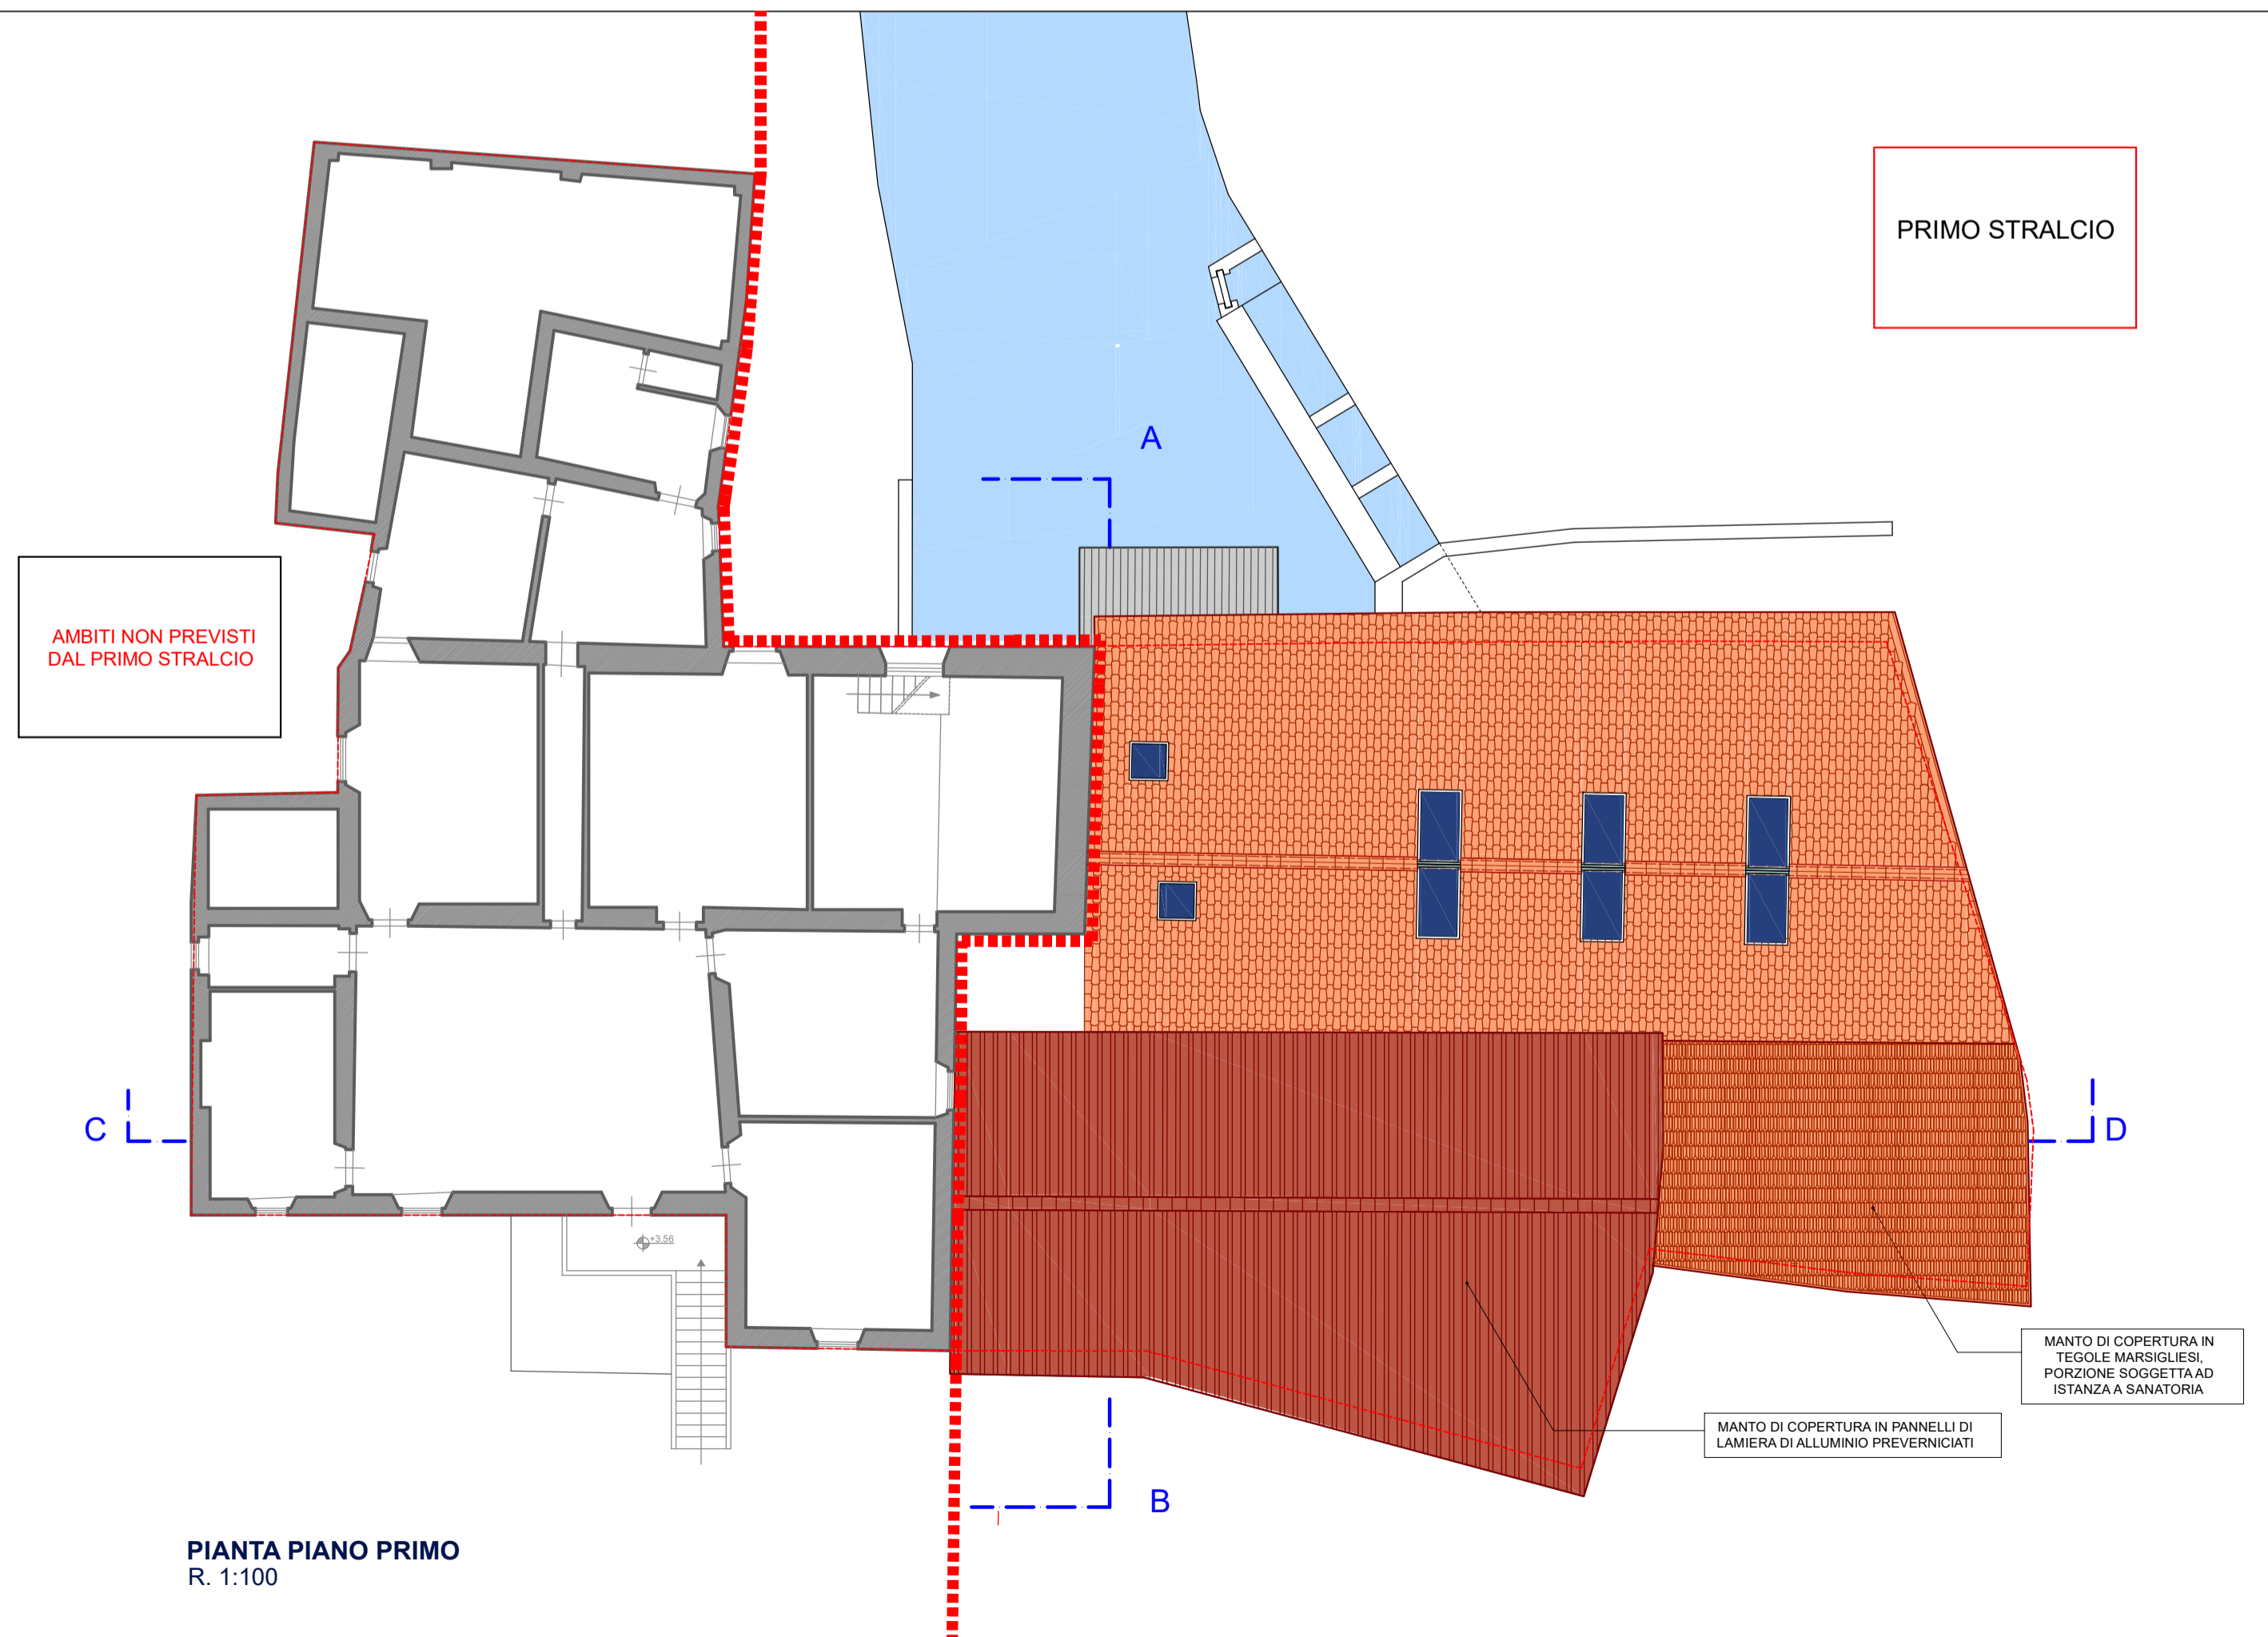 PRIMO STRALCIO
A
AMBITI NON PREVISTI
DAL PRIMO STRALCIO
C
D
+3.56
MANTO DI COPERTURA IN
TEGOLE MARSIGLIESI,
PORZIONE SOGGETTA AD
ISTANZA A SANATORIA
MANTO DI COPERTURA IN PANNELLI DI
LAMIERA DI ALLUMINIO PREVERNICIATI
B
PIANTA PIANO PRIMO
R. 1:100